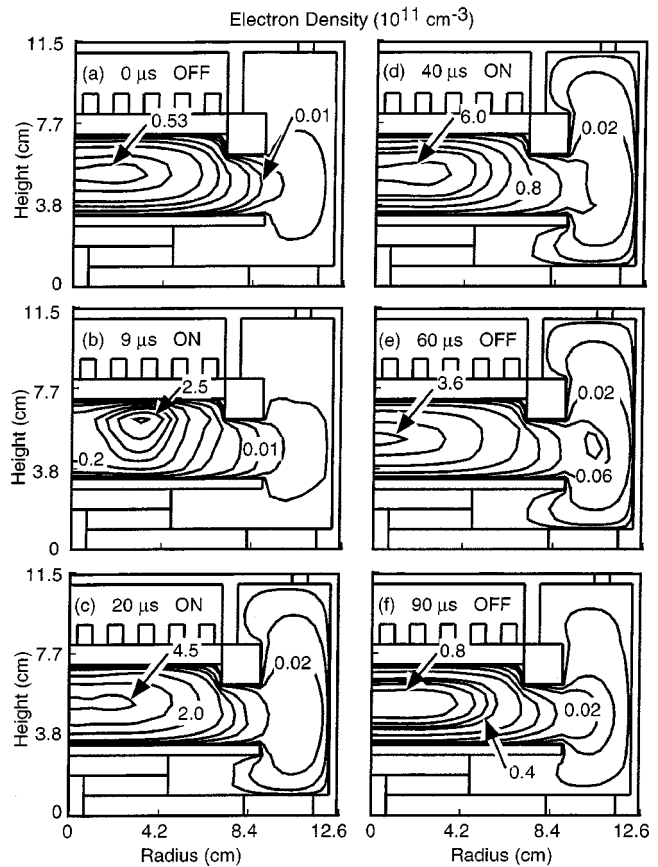 Electron Density (10^11 cm^-3)
11.5
(a) 0 μs OFF
0.53
0.01
7.7
Height (cm)
3.8
0
(d) 40 μs ON
6.0
0.02
0.8
11.5
(b) 9 μs ON
2.5
7.7
Height (cm)
0.2
0.01
3.8
0
(e) 60 μs OFF
3.6
0.02
0.06
11.5
(c) 20 μs ON
4.5
0.02
7.7
Height (cm)
2.0
3.8
0
(f) 90 μs OFF
0.8
0.02
0.4
0 4.2 8.4 12.6
Radius (cm)
0 4.2 8.4 12.6
Radius (cm)